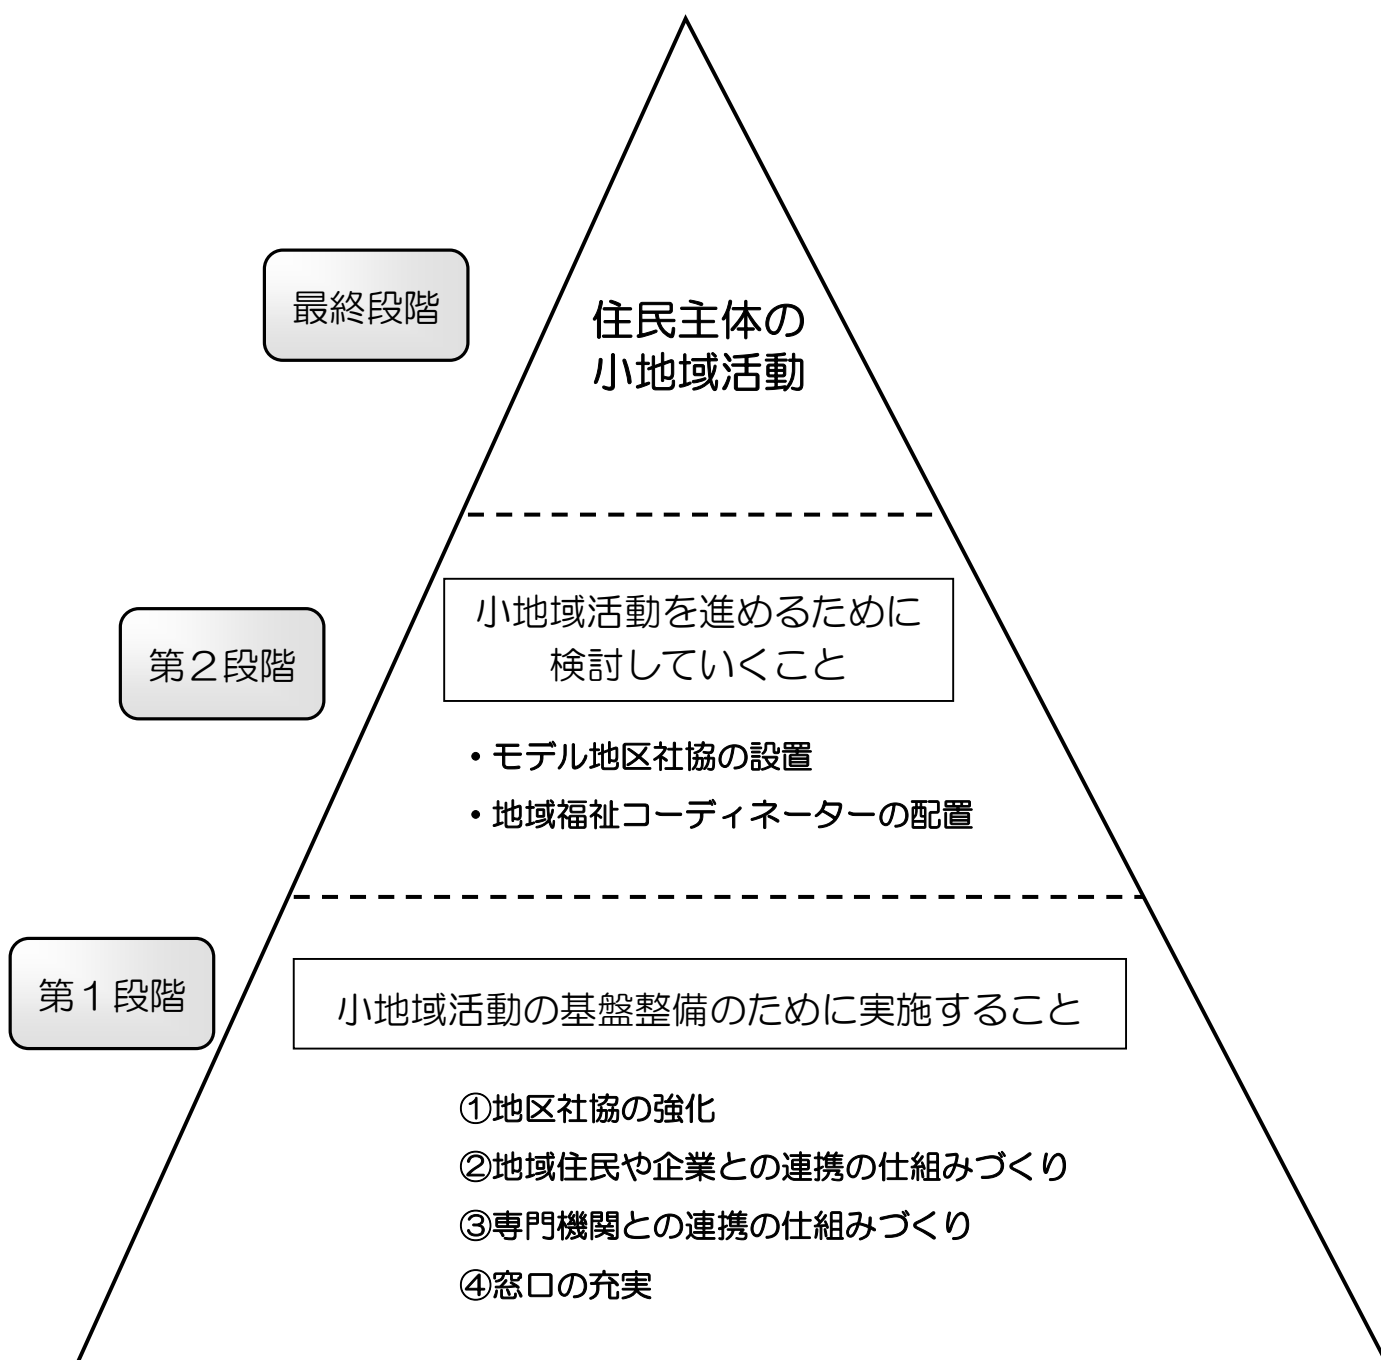 最終段階
住民主体の
小地域活動
第２段階
小地域活動を進めるために
検討していくこと
・モデル地区社協の設置
・地域福祉コーディネーターの配置
第１段階
小地域活動の基盤整備のために実施すること
①地区社協の強化
②地域住民や企業との連携の仕組みづくり
③専門機関との連携の仕組みづくり
④窓口の充実